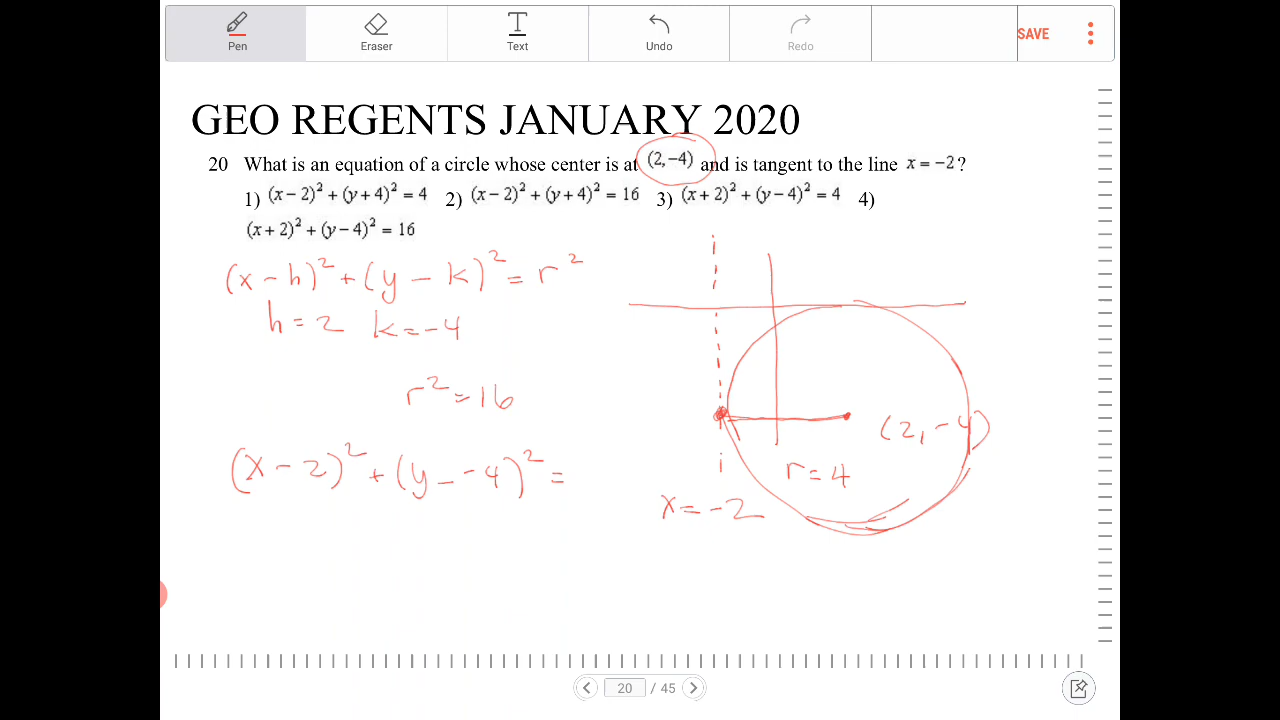 Pen Eraser Text Undo Redo SAVE
GEO REGENTS JANUARY 2020
20 What is an equation of a circle whose center is at (2,−4) and is tangent to the line x = −2?
1) (x − 2)² + (y + 4)² = 4 2) (x − 2)² + (y + 4)² = 16 3) (x + 2)² + (y − 4)² = 4 4)
(x + 2)² + (y − 4)² = 16
(x − h)² + (y − k)² = r²
h = 2 k = −4
r² = 16
(2, −4)
(x − 2)² + (y − −4)² =
r = 4
x = −2
20 / 45